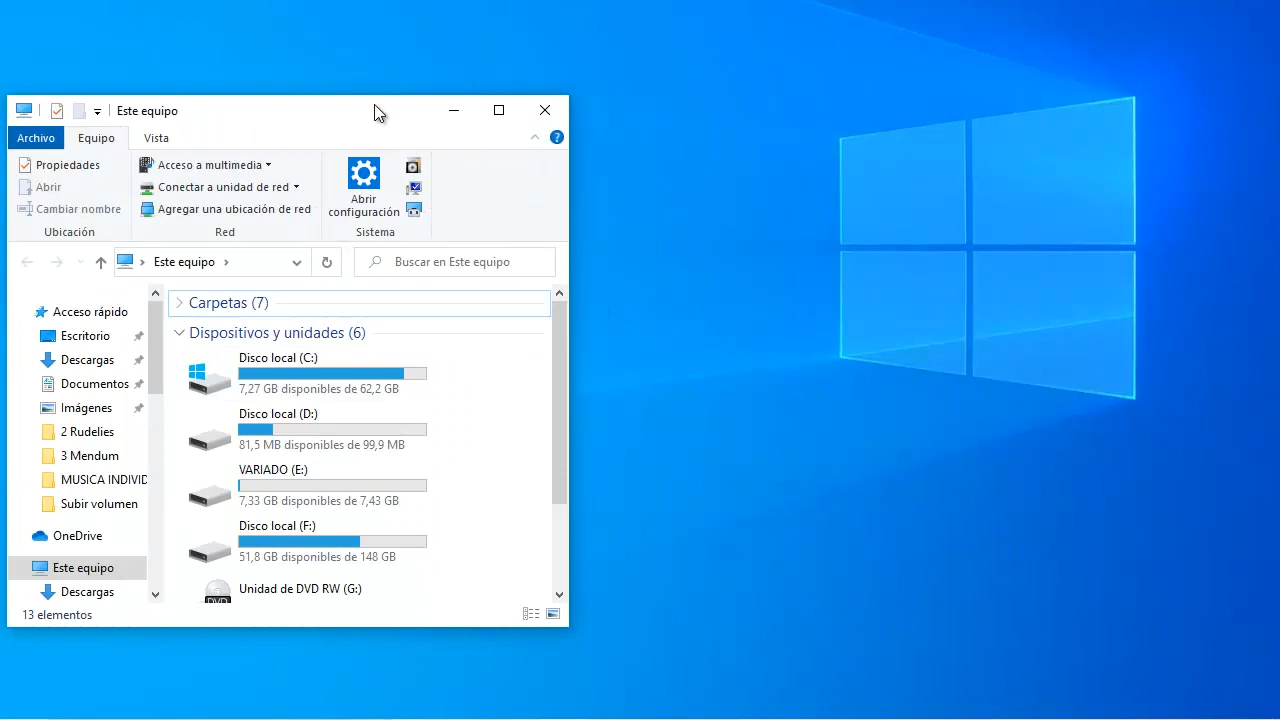 Este equipo
Archivo Equipo Vista
Propiedades
Abrir
Cambiar nombre
Ubicación
Acceso a multimedia
Conectar a unidad de red
Agregar una ubicación de red
Red
Abrir
configuración
Sistema
Este equipo
Buscar en Este equipo
Acceso rápido
Escritorio
Descargas
Documentos
Imágenes
2 Rudelies
3 Mendum
MUSICA INDIVID
Subir volumen
OneDrive
Este equipo
Descargas
Carpetas (7)
Dispositivos y unidades (6)
Disco local (C:)
7,27 GB disponibles de 62,2 GB
Disco local (D:)
81,5 MB disponibles de 99,9 MB
VARIADO (E:)
7,33 GB disponibles de 7,43 GB
Disco local (F:)
51,8 GB disponibles de 148 GB
Unidad de DVD RW (G:)
DVD
13 elementos